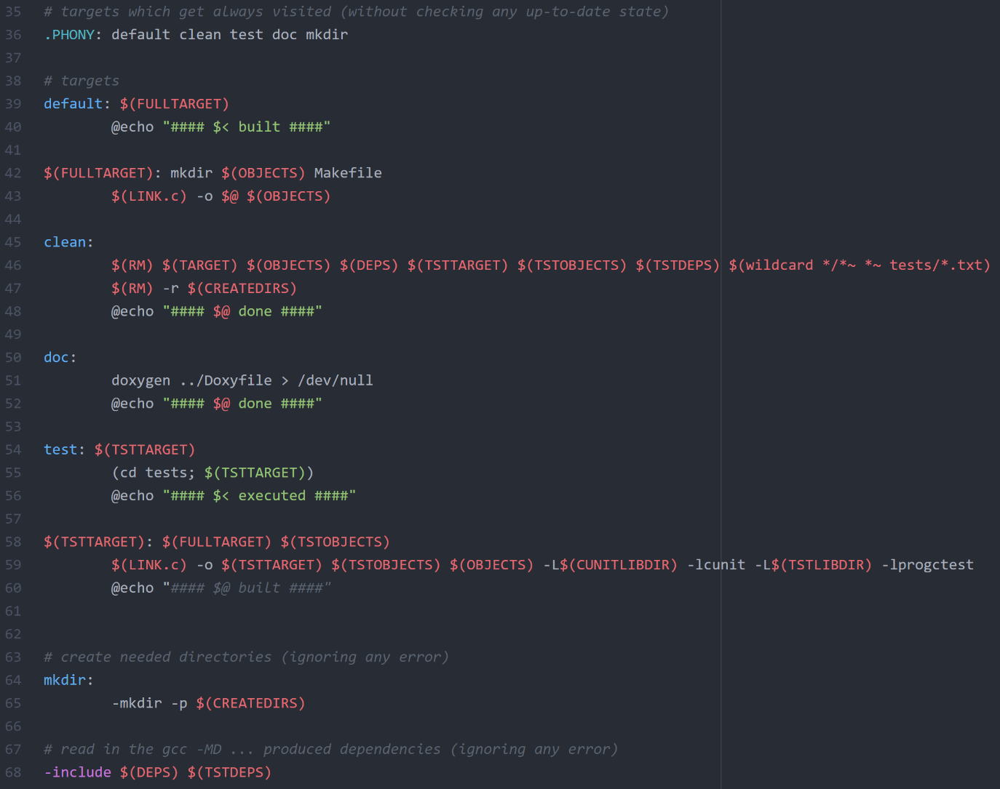 35 # targets which get always visited (without checking any up-to-date state)
36 .PHONY: default clean test doc mkdir
37
38 # targets
39 default: $(FULLTARGET)
40 @echo "#### $< built ####"
41
42 $(FULLTARGET): mkdir $(OBJECTS) Makefile
43 $(LINK.c) -o $@ $(OBJECTS)
44
45 clean:
46 $(RM) $(TARGET) $(OBJECTS) $(DEPS) $(TSTTARGET) $(TSTOBJECTS) $(TSTDEPS) $(wildcard */*~ *~ tests/*.txt)
47 $(RM) -r $(CREATEDIRS)
48 @echo "#### $@ done ####"
49
50 doc:
51 doxygen ../Doxyfile > /dev/null
52 @echo "#### $@ done ####"
53
54 test: $(TSTTARGET)
55 (cd tests; $(TSTTARGET))
56 @echo "#### $< executed ####"
57
58 $(TSTTARGET): $(FULLTARGET) $(TSTOBJECTS)
59 $(LINK.c) -o $(TSTTARGET) $(TSTOBJECTS) $(OBJECTS) -L$(CUNITLIBDIR) -lcunit -L$(TSTLIBDIR) -lprogctest
60 @echo "#### $@ built ####"
61
62
63 # create needed directories (ignoring any error)
64 mkdir:
65 -mkdir -p $(CREATEDIRS)
66
67 # read in the gcc -MD ... produced dependencies (ignoring any error)
68 -include $(DEPS) $(TSTDEPS)